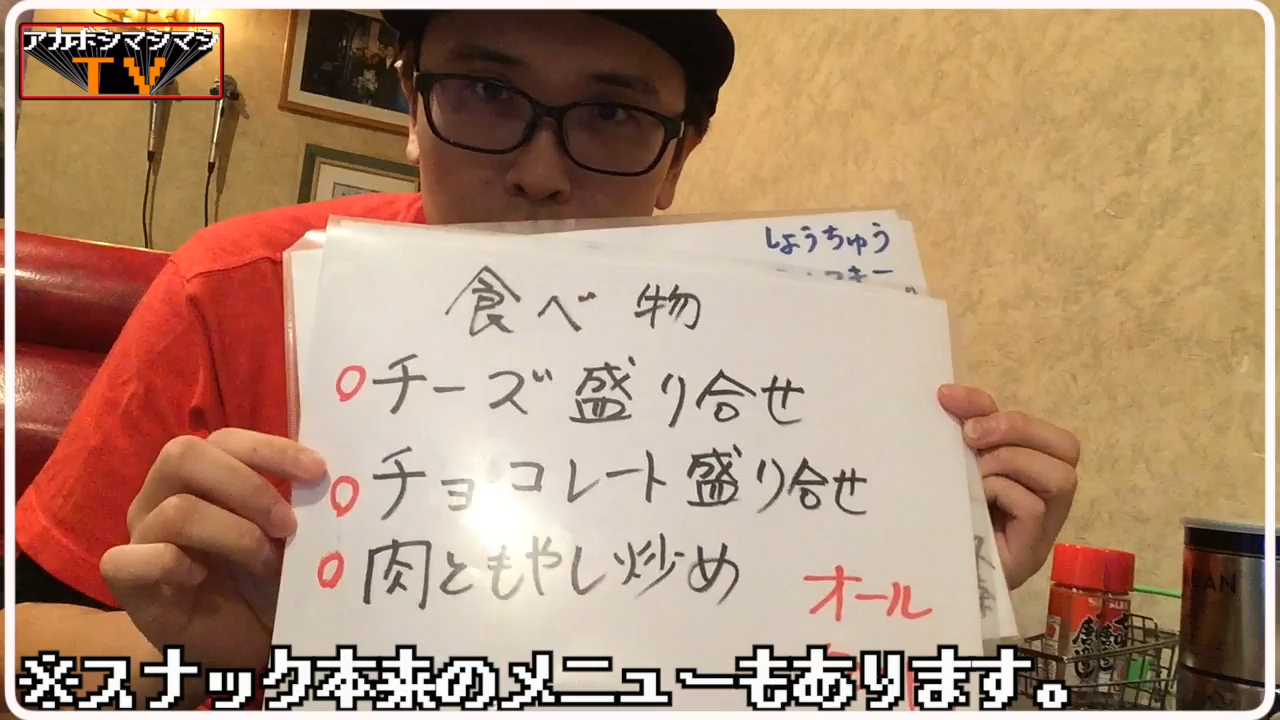 アカボンマンマン
TV
しょうちゅう
食べ物
○チーズ盛り合せ
○チョコレート盛り合せ
○肉ともやし炒め
オール
※スナック本来のメニューもあります。